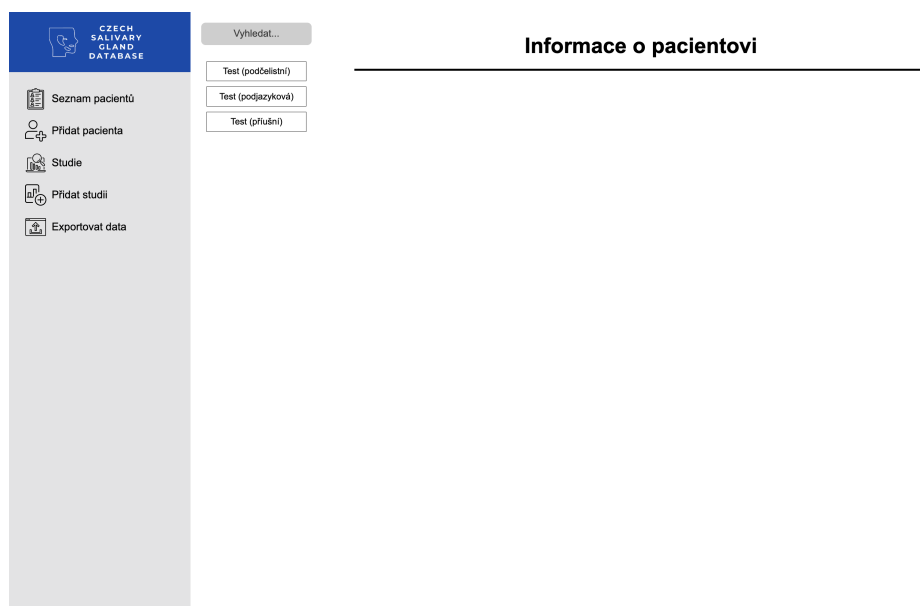 CZECH
SALIVARY
GLAND
DATABASE
Seznam pacientů
Přidat pacienta
Studie
Přidat studii
Exportovat data
Vyhledat...
Test (podčelistní)
Test (podjazyková)
Test (příušní)
Informace o pacientovi